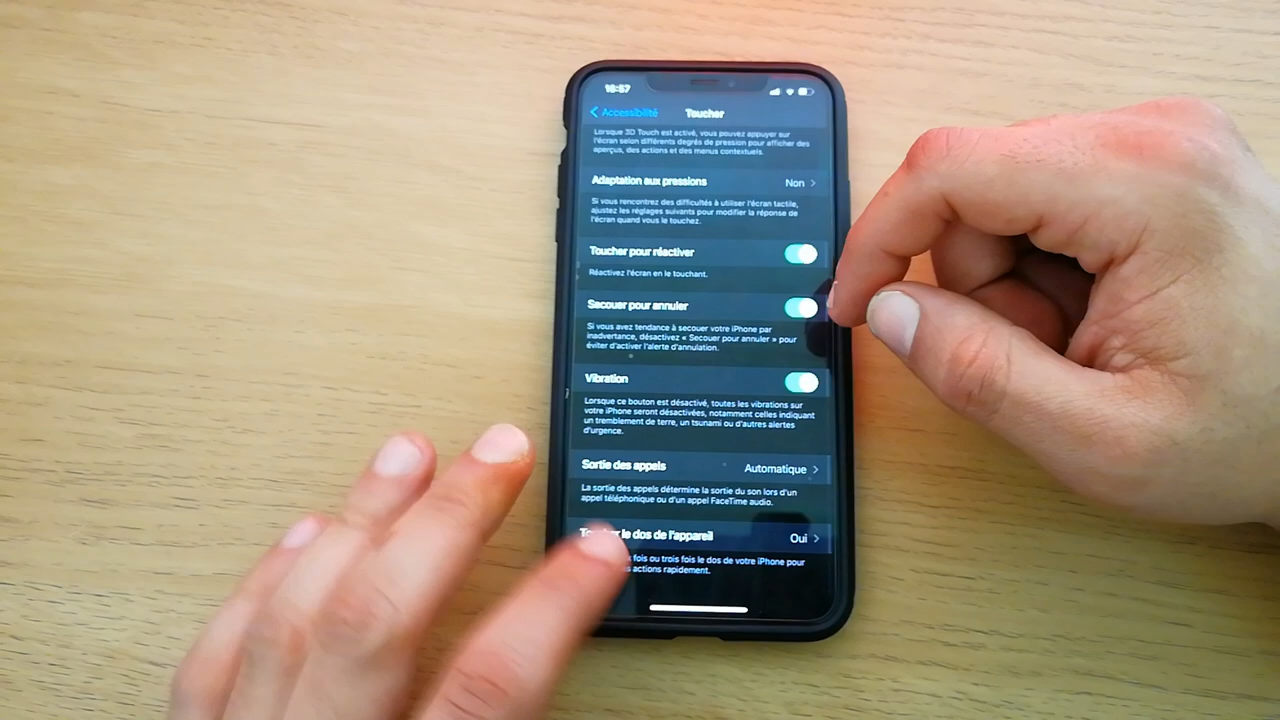 16:57
Accessibilité Toucher
Lorsque 3D Touch est activé, vous pouvez appuyer sur
l'écran selon différents degrés de pression pour afficher des
aperçus, des actions et des menus contextuels.
Adaptation aux pressions Non
Si vous rencontrez des difficultés à utiliser l'écran tactile,
ajustez les réglages suivants pour modifier la réponse de
l'écran quand vous le touchez.
Toucher pour réactiver
Réactivez l'écran en le touchant.
Secouer pour annuler
Si vous avez tendance à secouer votre iPhone par
inadvertance, désactivez « Secouer pour annuler » pour
éviter d'activer l'alerte d'annulation.
Vibration
Lorsque ce bouton est désactivé, toutes les vibrations sur
votre iPhone seront désactivées, notamment celles indiquant
un tremblement de terre, un tsunami ou d'autres alertes
d'urgence.
Sortie des appels Automatique
La sortie des appels détermine la sortie du son lors d'un
appel téléphonique ou d'un appel FaceTime audio.
le dos de l'appareil Oui
fois ou trois fois le dos de votre iPhone pour
actions rapidement.